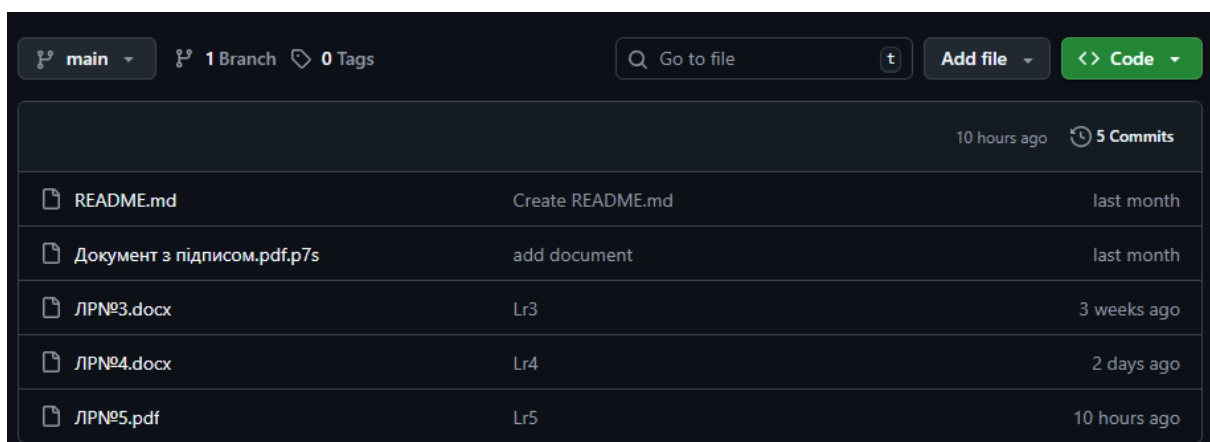 main 1 Branch 0 Tags Go to file t Add file <> Code
10 hours ago 5 Commits
README.md Create README.md last month
Документ з підписом.pdf.p7s add document last month
ЛР№3.docx Lr3 3 weeks ago
ЛР№4.docx Lr4 2 days ago
ЛР№5.pdf Lr5 10 hours ago